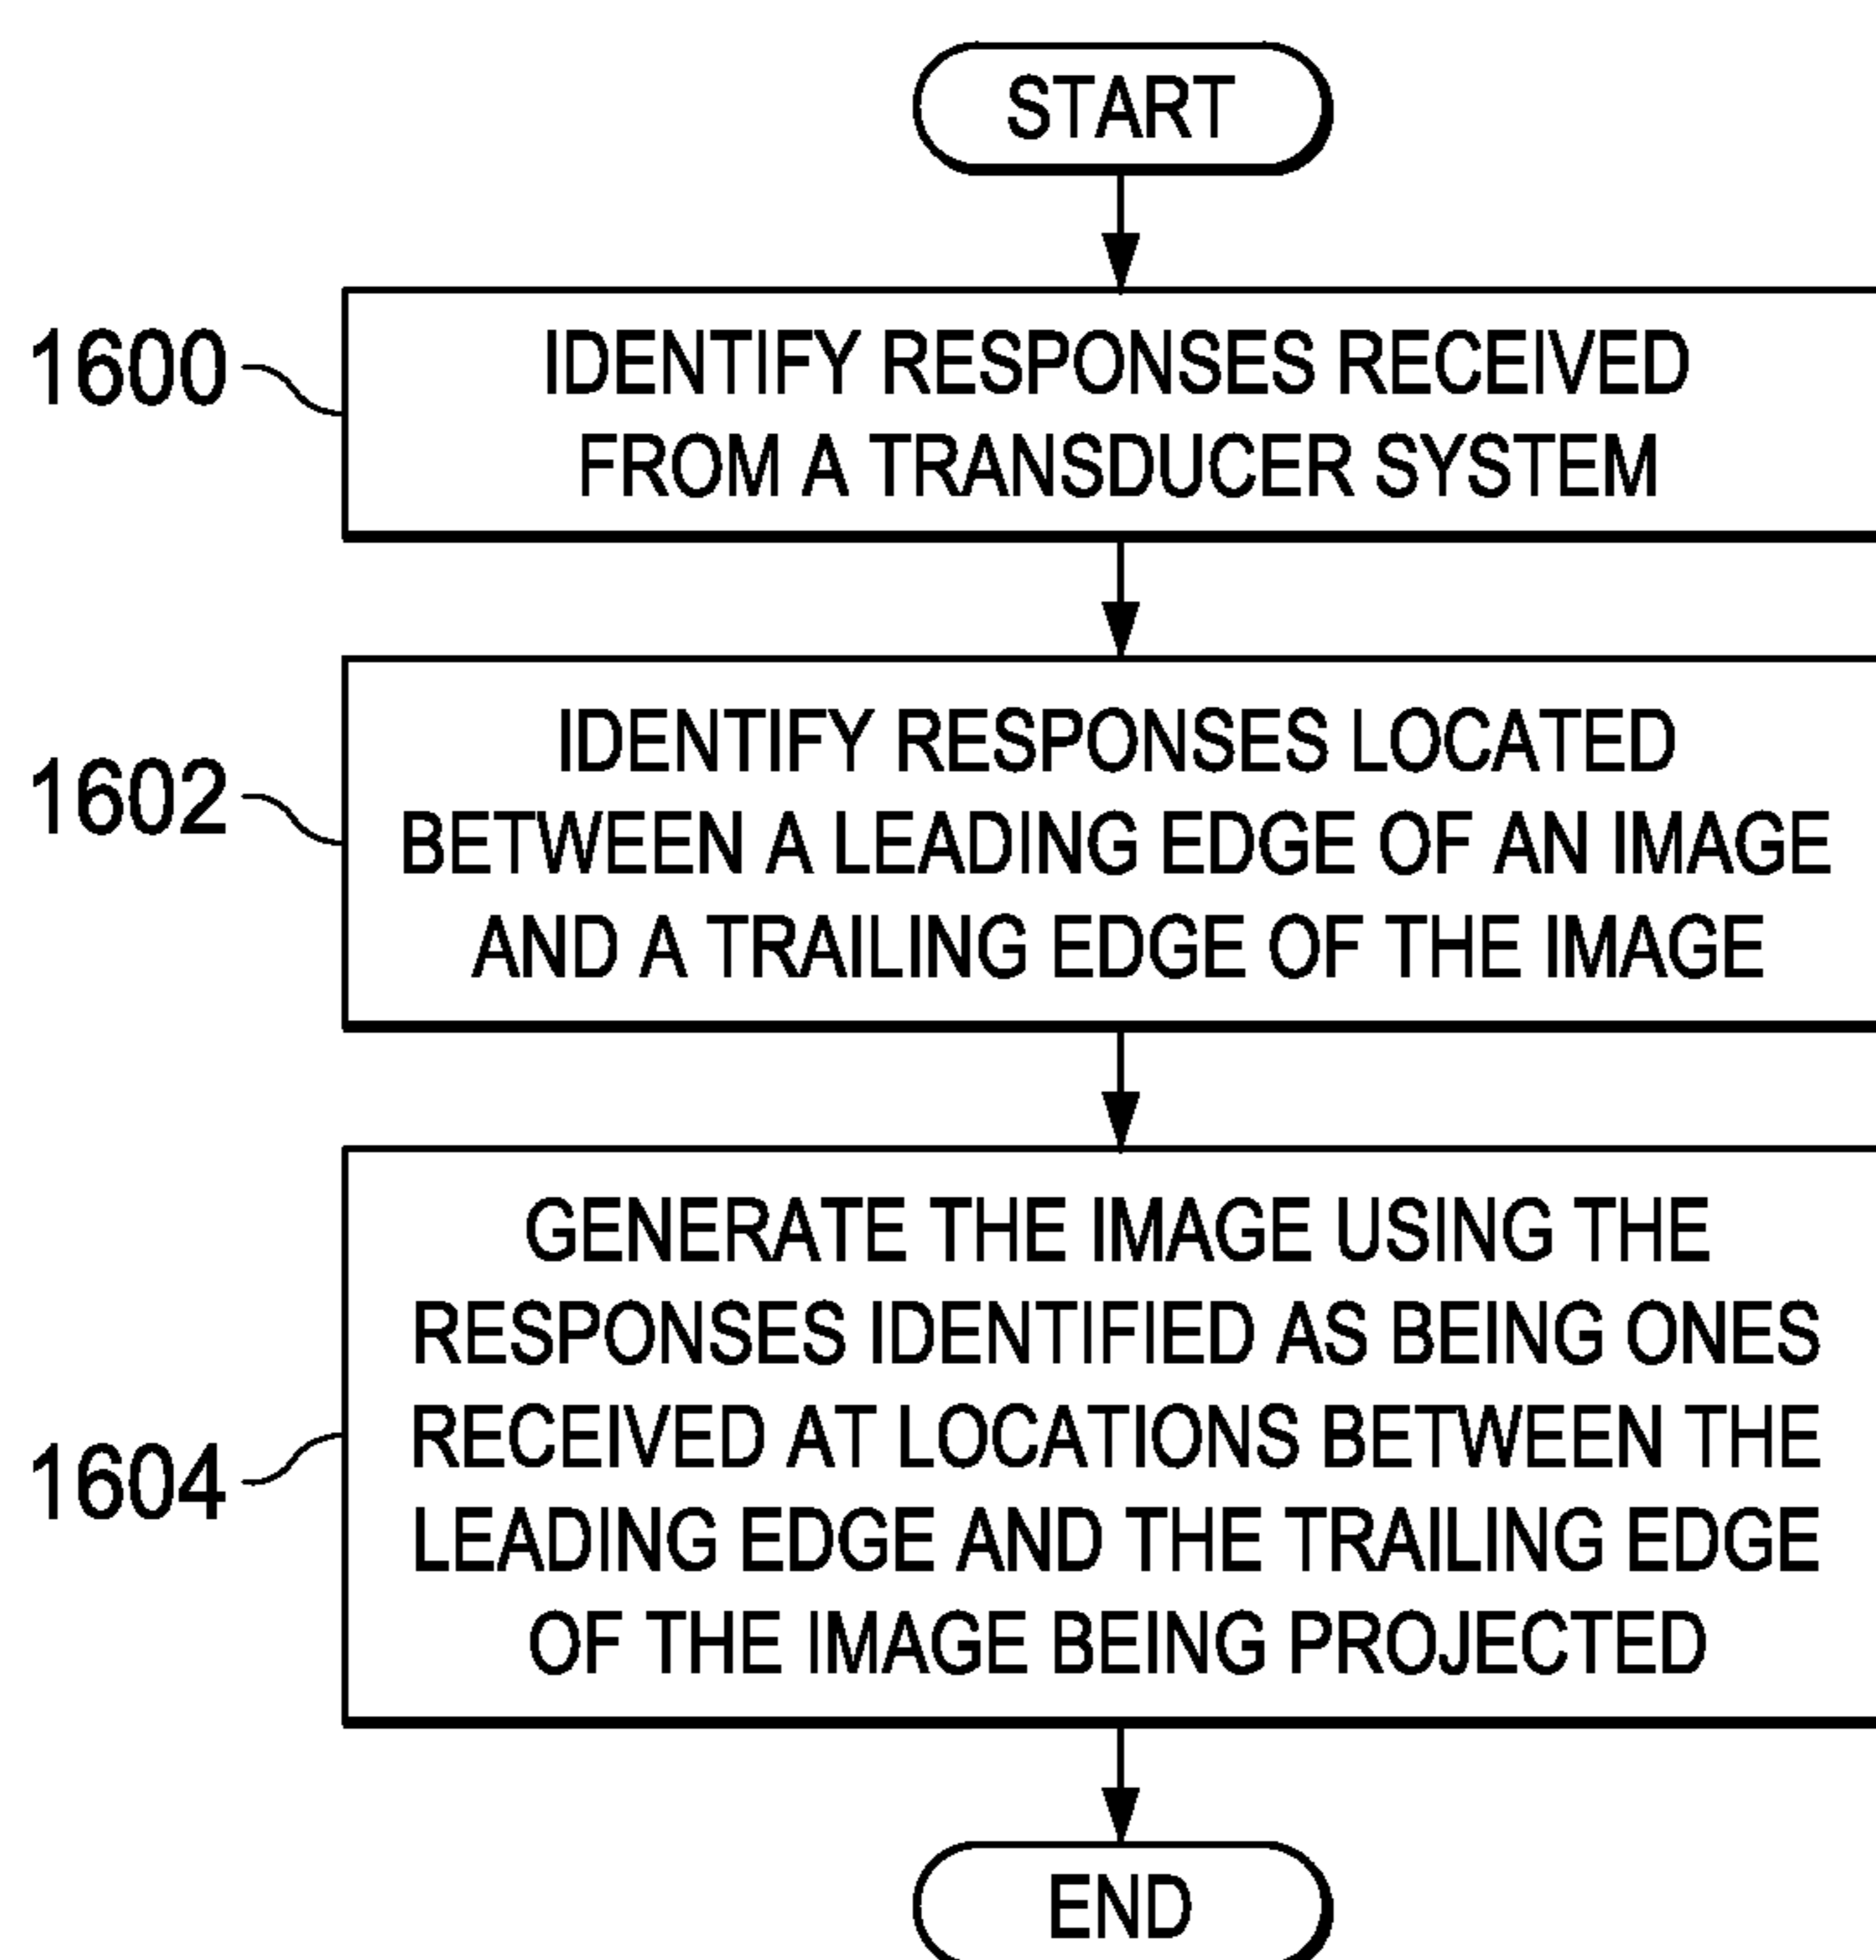 START
1600
IDENTIFY RESPONSES RECEIVED
FROM A TRANSDUCER SYSTEM
1602
IDENTIFY RESPONSES LOCATED
BETWEEN A LEADING EDGE OF AN IMAGE
AND A TRAILING EDGE OF THE IMAGE
1604
GENERATE THE IMAGE USING THE
RESPONSES IDENTIFIED AS BEING ONES
RECEIVED AT LOCATIONS BETWEEN THE
LEADING EDGE AND THE TRAILING EDGE
OF THE IMAGE BEING PROJECTED
END